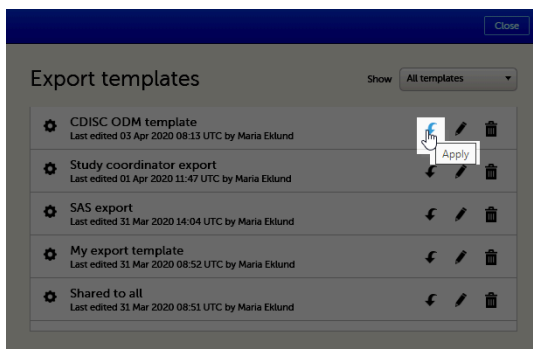 Close
Export templates
Show All templates
CDISC ODM template
Last edited 03 Apr 2020 08:13 UTC by Maria Eklund
Apply
Study coordinator export
Last edited 01 Apr 2020 11:47 UTC by Maria Eklund
SAS export
Last edited 31 Mar 2020 14:04 UTC by Maria Eklund
My export template
Last edited 31 Mar 2020 08:52 UTC by Maria Eklund
Shared to all
Last edited 31 Mar 2020 08:51 UTC by Maria Eklund